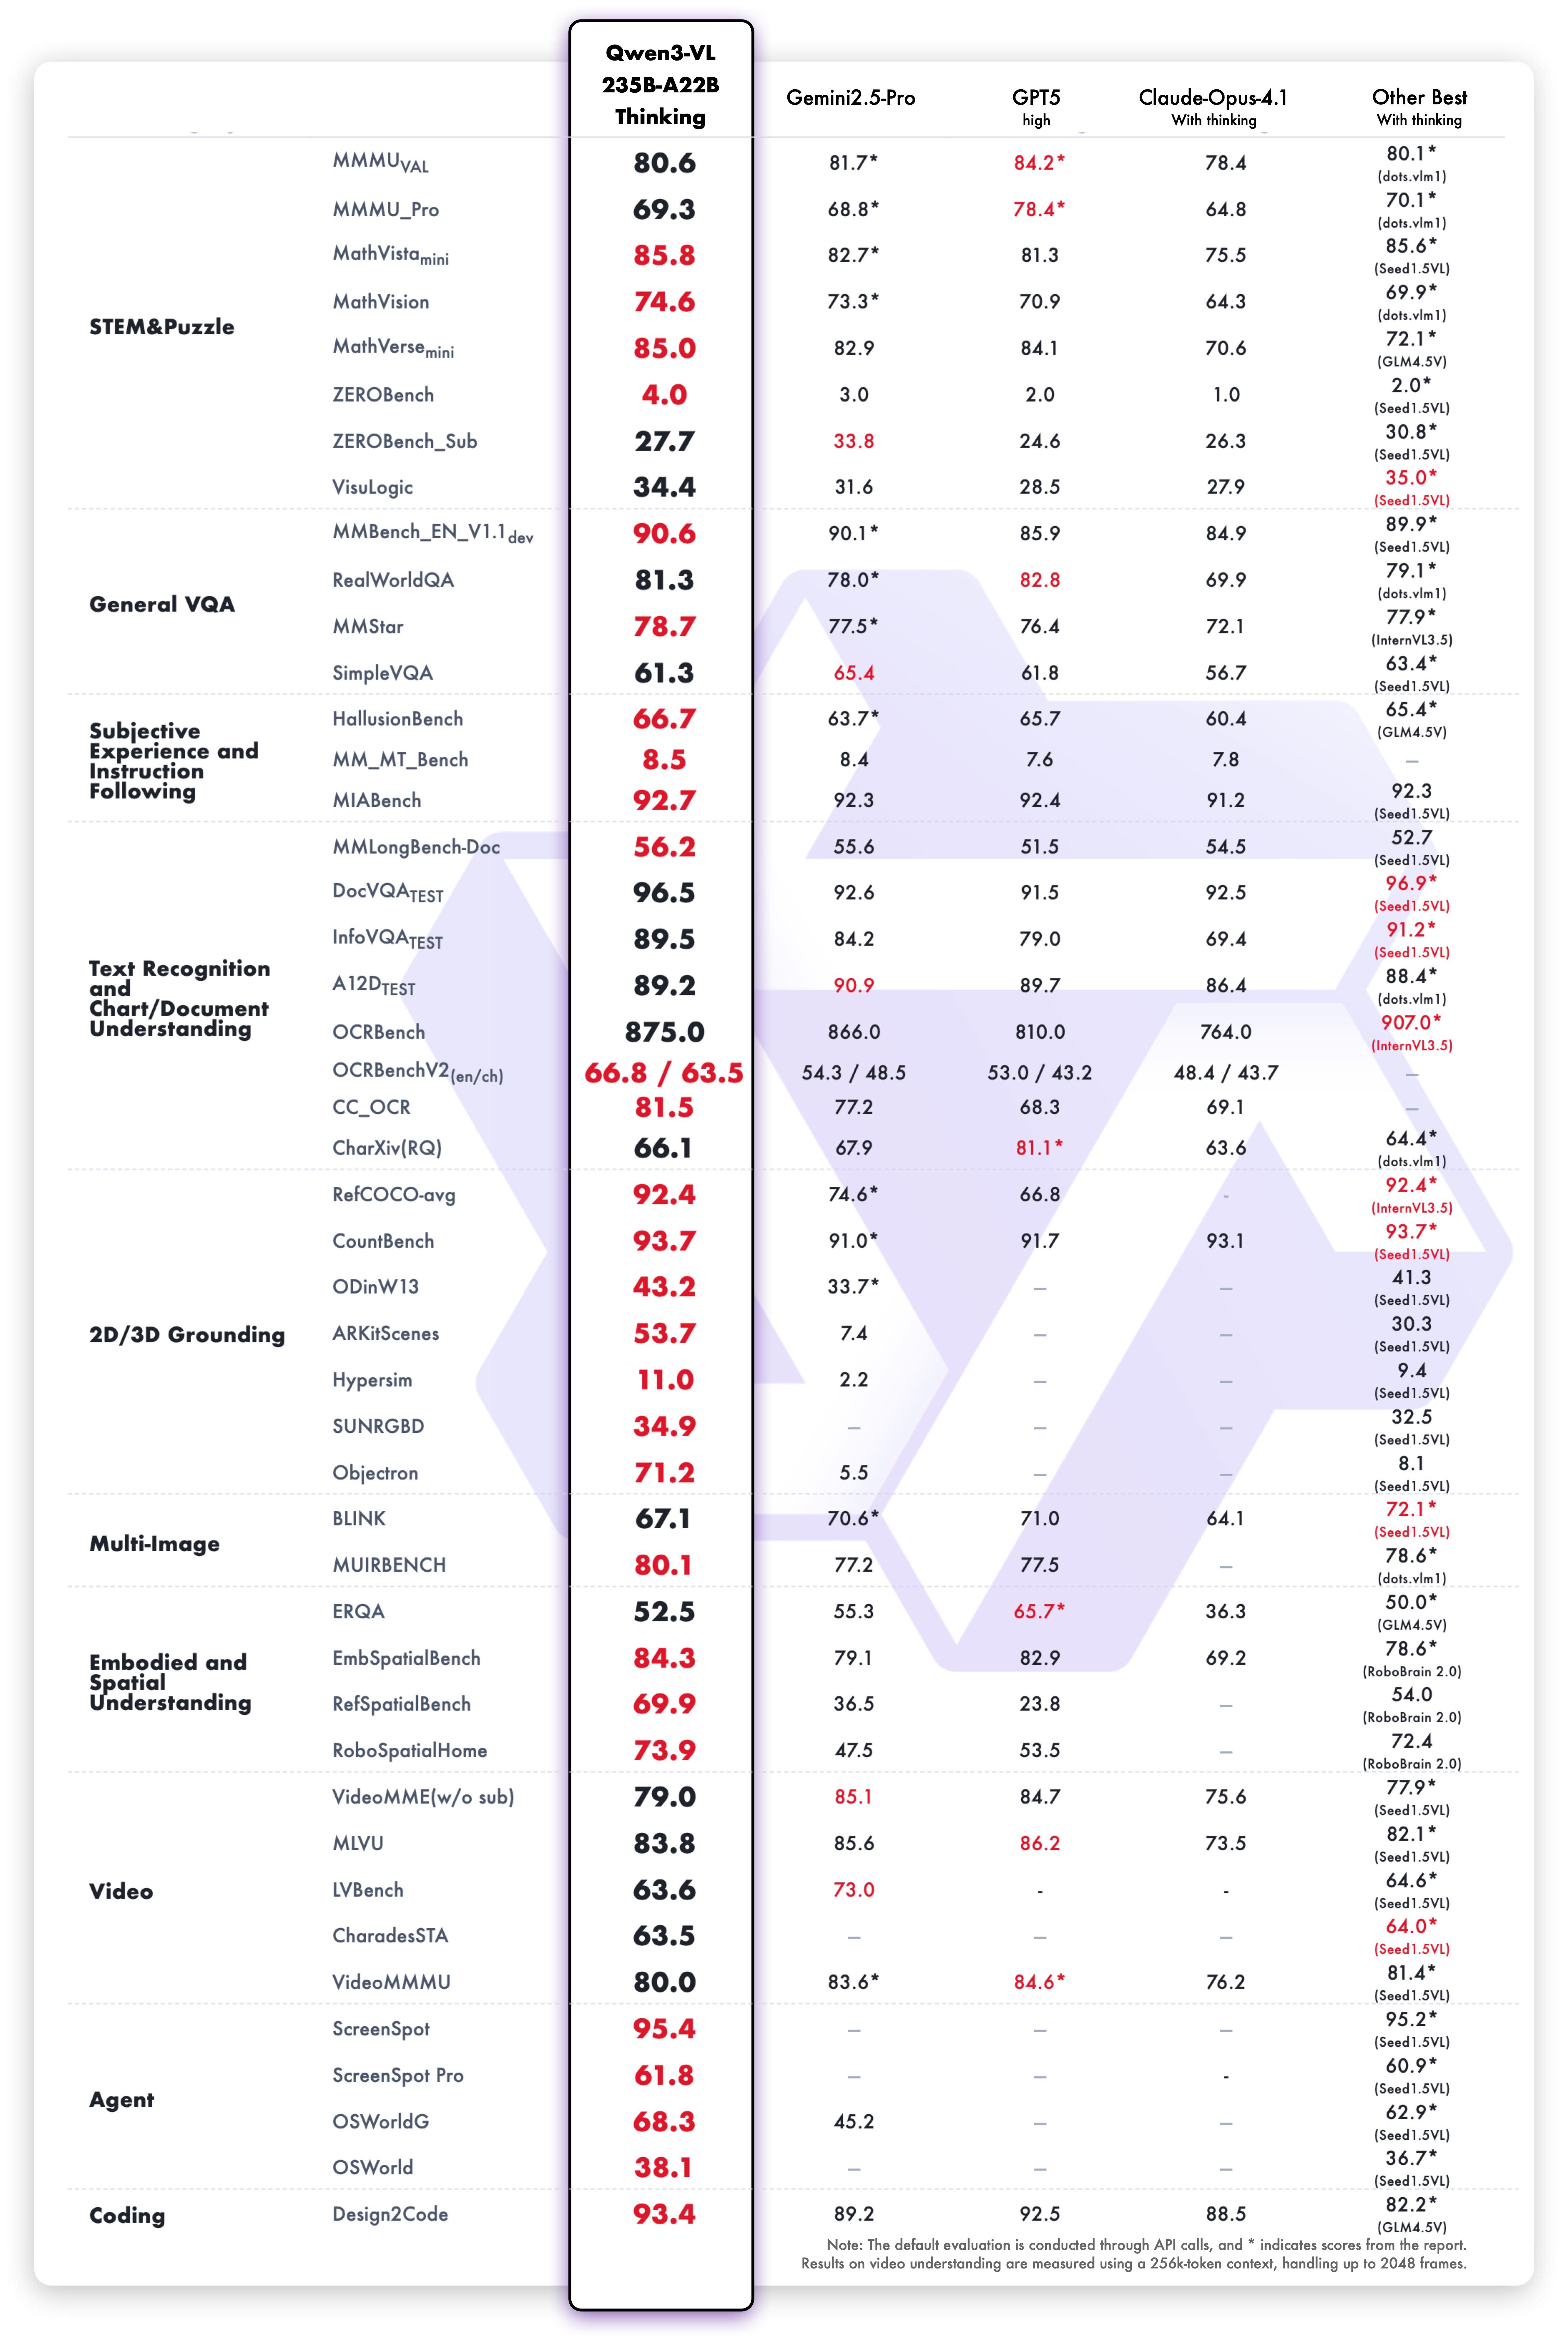 Qwen3-VL
235B-A22B
Thinking
Gemini2.5-Pro
GPT5
high
Claude-Opus-4.1
With thinking
Other Best
With thinking
STEM&Puzzle
MMMU VAL 80.6 81.7* 84.2* 78.4 80.1*
(dots.vlm1)
MMMU_Pro 69.3 68.8* 78.4* 64.8 70.1*
(dots.vlm1)
MathVista mini 85.8 82.7* 81.3 75.5 85.6*
(Seed1.5VL)
MathVision 74.6 73.3* 70.9 64.3 69.9*
(dots.vlm1)
MathVerse mini 85.0 82.9 84.1 70.6 72.1*
(GLM4.5V)
ZEROBench 4.0 3.0 2.0 1.0 2.0*
(Seed1.5VL)
ZEROBench_Sub 27.7 33.8 24.6 26.3 30.8*
(Seed1.5VL)
VisuLogic 34.4 31.6 28.5 27.9 35.0*
(Seed1.5VL)
General VQA
MMBench_EN_V1.1 dev 90.6 90.1* 85.9 84.9 89.9*
(Seed1.5VL)
RealWorldQA 81.3 78.0* 82.8 69.9 79.1*
(dots.vlm1)
MMStar 78.7 77.5* 76.4 72.1 77.9*
(InternVL3.5)
SimpleVQA 61.3 65.4 61.8 56.7 63.4*
(Seed1.5VL)
Subjective
Experience and
Instruction
Following
HallusionBench 66.7 63.7* 65.7 60.4 65.4*
(GLM4.5V)
MM_MT_Bench 8.5 8.4 7.6 7.8 –
MIABench 92.7 92.3 92.4 91.2 92.3
(Seed1.5VL)
Text Recognition
and
Chart/Document
Understanding
MMLongBench-Doc 56.2 55.6 51.5 54.5 52.7
(Seed1.5VL)
DocVQA TEST 96.5 92.6 91.5 92.5 96.9*
(Seed1.5VL)
InfoVQA TEST 89.5 84.2 79.0 69.4 91.2*
(Seed1.5VL)
A12D TEST 89.2 90.9 89.7 86.4 88.4*
(dots.vlm1)
OCRBench 875.0 866.0 810.0 764.0 907.0*
(InternVL3.5)
OCRBenchV2 (en/ch) 66.8 / 63.5 54.3 / 48.5 53.0 / 43.2 48.4 / 43.7 –
CC_OCR 81.5 77.2 68.3 69.1 –
CharXiv(RQ) 66.1 67.9 81.1* 63.6 64.4*
(dots.vlm1)
2D/3D Grounding
RefCOCO-avg 92.4 74.6* 66.8 - 92.4*
(InternVL3.5)
CountBench 93.7 91.0* 91.7 93.1 93.7*
(Seed1.5VL)
ODinW13 43.2 33.7* – – 41.3
(Seed1.5VL)
ARKitScenes 53.7 7.4 – – 30.3
(Seed1.5VL)
Hypersim 11.0 2.2 – – 9.4
(Seed1.5VL)
SUNRGBD 34.9 – – – 32.5
(Seed1.5VL)
Objectron 71.2 5.5 – – 8.1
(Seed1.5VL)
Multi-Image
BLINK 67.1 70.6* 71.0 64.1 72.1*
(Seed1.5VL)
MUIRBENCH 80.1 77.2 77.5 – 78.6*
(dots.vlm1)
Embodied and
Spatial
Understanding
ERQA 52.5 55.3 65.7* 36.3 50.0*
(GLM4.5V)
EmbSpatialBench 84.3 79.1 82.9 69.2 78.6*
(RoboBrain 2.0)
RefSpatialBench 69.9 36.5 23.8 – 54.0
(RoboBrain 2.0)
RoboSpatialHome 73.9 47.5 53.5 – 72.4
(RoboBrain 2.0)
Video
VideoMME(w/o sub) 79.0 85.1 84.7 75.6 77.9*
(Seed1.5VL)
MLVU 83.8 85.6 86.2 73.5 82.1*
(Seed1.5VL)
LVBench 63.6 73.0 - - 64.6*
(Seed1.5VL)
CharadesSTA 63.5 – – – 64.0*
(Seed1.5VL)
VideoMMMU 80.0 83.6* 84.6* 76.2 81.4*
(Seed1.5VL)
Agent
ScreenSpot 95.4 – – – 95.2*
(Seed1.5VL)
ScreenSpot Pro 61.8 – – - 60.9*
(Seed1.5VL)
OSWorldG 68.3 45.2 – – 62.9*
(Seed1.5VL)
OSWorld 38.1 – – – 36.7*
(Seed1.5VL)
Coding
Design2Code 93.4 89.2 92.5 88.5 82.2*
(GLM4.5V)
Note: The default evaluation is conducted through API calls, and * indicates scores from the report.
Results on video understanding are measured using a 256k-token context, handling up to 2048 frames.